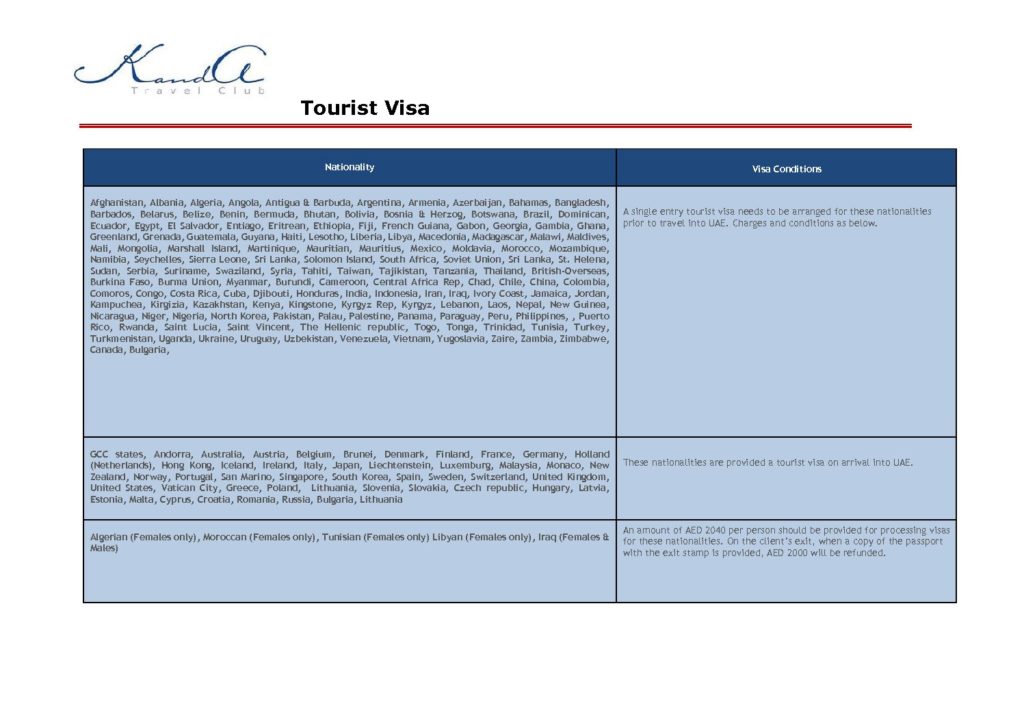 KandA
Travel Club
Tourist Visa
Nationality
Visa Conditions
Afghanistan, Albania, Algeria, Angola, Antigua & Barbuda, Argentina, Armenia, Azerbaijan, Bahamas, Bangladesh,
Barbados, Belarus, Belize, Benin, Bermuda, Bhutan, Bolivia, Bosnia & Herzog, Botswana, Brazil, Dominican,
Ecuador, Egypt, El Salvador, Entiago, Eritrean, Ethiopia, Fiji, French Guiana, Gabon, Georgia, Gambia, Ghana,
Greenland, Grenada, Guatemala, Guyana, Haiti, Lesotho, Liberia, Libya, Macedonia, Madagascar, Malawi, Maldives,
Mali, Mongolia, Marshall Island, Martinique, Mauritian, Mauritius, Mexico, Moldavia, Morocco, Mozambique,
Namibia, Seychelles, Sierra Leone, Sri Lanka, Solomon Island, South Africa, Soviet Union, Sri Lanka, St. Helena,
Sudan, Serbia, Suriname, Swaziland, Syria, Tahiti, Taiwan, Tajikistan, Tanzania, Thailand, British-Overseas,
Burkina Faso, Burma Union, Myanmar, Burundi, Cameroon, Central Africa Rep, Chad, Chile, China, Colombia,
Comoros, Congo, Costa Rica, Cuba, Djibouti, Honduras, India, Indonesia, Iran, Iraq, Ivory Coast, Jamaica, Jordan,
Kampuchea, Kirgizia, Kazakhstan, Kenya, Kingstone, Kyrgyz Rep, Kyrgyz, Lebanon, Laos, Nepal, New Guinea,
Nicaragua, Niger, Nigeria, North Korea, Pakistan, Palau, Palestine, Panama, Paraguay, Peru, Philippines, , Puerto
Rico, Rwanda, Saint Lucia, Saint Vincent, The Hellenic republic, Togo, Tonga, Trinidad, Tunisia, Turkey,
Turkmenistan, Uganda, Ukraine, Uruguay, Uzbekistan, Venezuela, Vietnam, Yugoslavia, Zaire, Zambia, Zimbabwe,
Canada, Bulgaria,
A single entry tourist visa needs to be arranged for these nationalities
prior to travel into UAE. Charges and conditions as below.
GCC states, Andorra, Australia, Austria, Belgium, Brunei, Denmark, Finland, France, Germany, Holland
(Netherlands), Hong Kong, Iceland, Ireland, Italy, Japan, Liechtenstein, Luxemburg, Malaysia, Monaco, New
Zealand, Norway, Portugal, San Marino, Singapore, South Korea, Spain, Sweden, Switzerland, United Kingdom,
United States, Vatican City, Greece, Poland, Lithuania, Slovenia, Slovakia, Czech republic, Hungary, Latvia,
Estonia, Malta, Cyprus, Croatia, Romania, Russia, Bulgaria, Lithuania
These nationalities are provided a tourist visa on arrival into UAE.
Algerian (Females only), Moroccan (Females only), Tunisian (Females only) Libyan (Females only), Iraq (Females &
Males)
An amount of AED 2040 per person should be provided for processing visas
for these nationalities. On the client's exit, when a copy of the passport
with the exit stamp is provided, AED 2000 will be refunded.